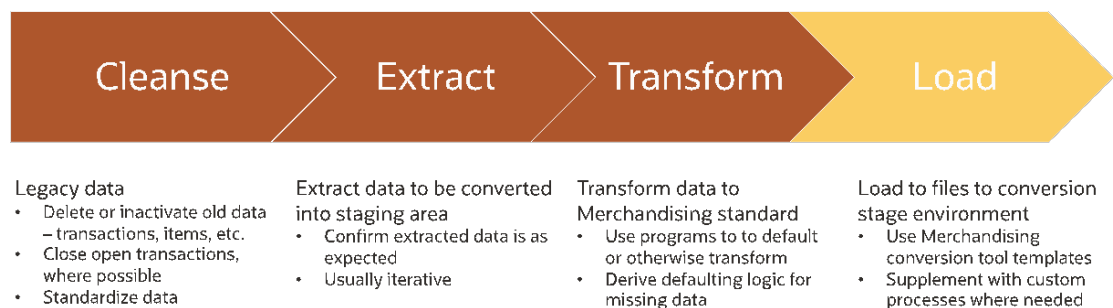 Cleanse
Extract
Transform
Load
Legacy data
• Delete or inactivate old data
– transactions, items, etc.
• Close open transactions,
where possible
• Standardize data
Extract data to be converted
into staging area
• Confirm extracted data is as
expected
• Usually iterative
Transform data to
Merchandising standard
• Use programs to to default
or otherwise transform
• Derive defaulting logic for
missing data
Load to files to conversion
stage environment
• Use Merchandising
conversion tool templates
• Supplement with custom
processes where needed